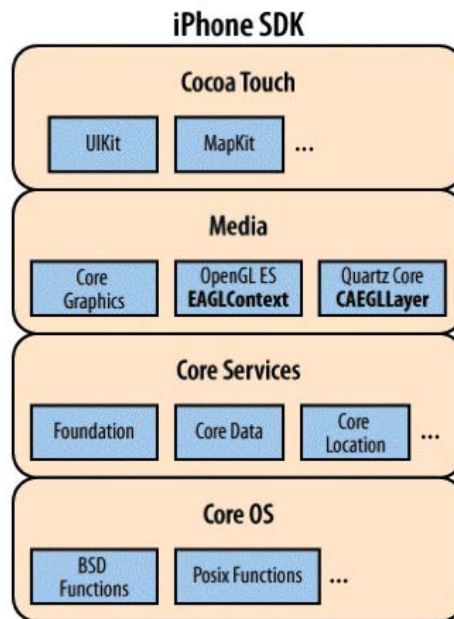 iPhone SDK
Cocoa Touch
UIKit
MapKit
...
Media
Core
Graphics
OpenGL ES
EAGLContext
Quartz Core
CAEGLLayer
Core Services
Foundation
Core Data
Core
Location
...
Core OS
BSD
Functions
Posix Functions
...